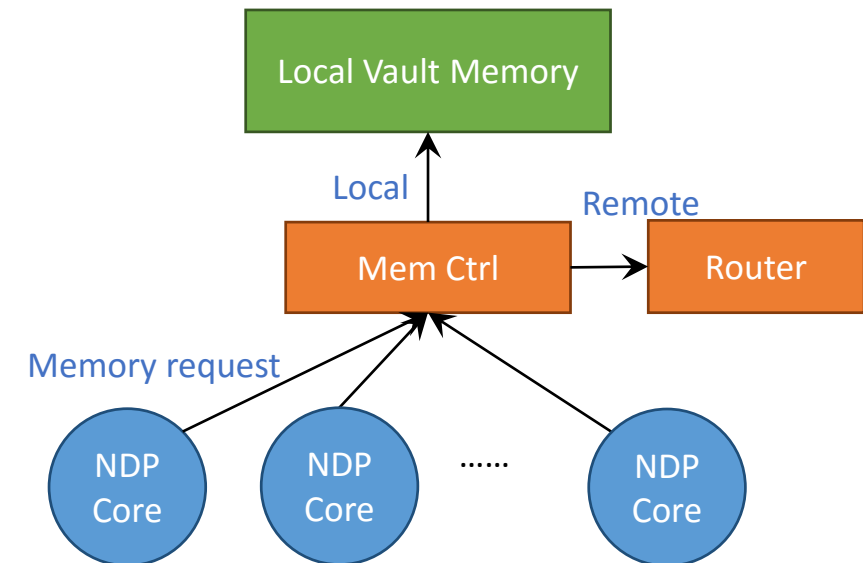 Local Vault Memory
Local
Remote
Mem Ctrl
Router
Memory request
NDP
Core
NDP
Core
......
NDP
Core